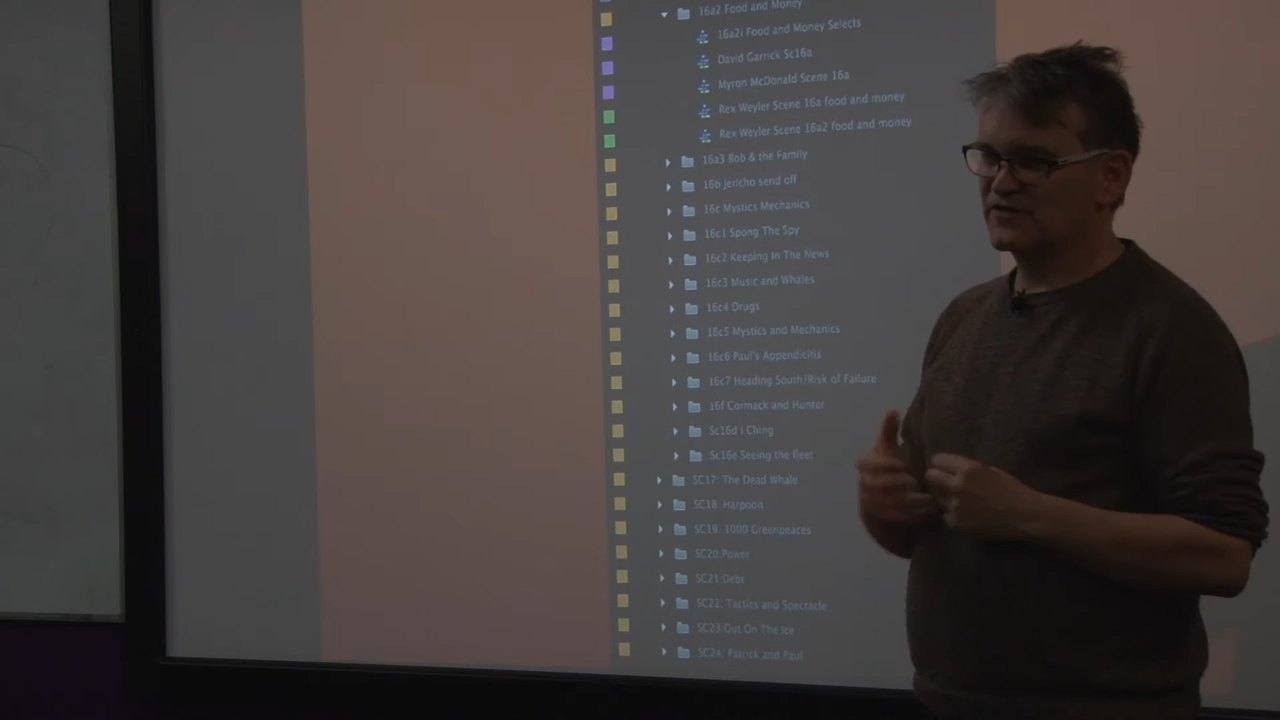 16a2 Food and Money
16a2i Food and Money Selects
David Garrick Sc16a
Myron McDonald Scene 16a
Rex Weyler Scene 16a food and money
Rex Weyler Scene 16a2 food and money
16a3 Bob & the Family
16b Jericho send off
16c Mystics Mechanics
16c1 Spong The Spy
16c2 Keeping In The News
16c3 Music and Whales
16c4 Drugs
16c5 Mystics and Mechanics
16c6 Paul's Appendicitis
16c7 Heading South/Risk of Failure
16f Cormack and Hunter
Sc16d I Ching
Sc16e Seeing the Fleet
SC17: The Dead Whale
SC18: Harpoon
SC19: 1000 Greenpeaces
SC20:Power
SC21:Debt
SC22: Tactics and Spectacle
SC23:Out On The Ice
SC24: Patrick and Paul